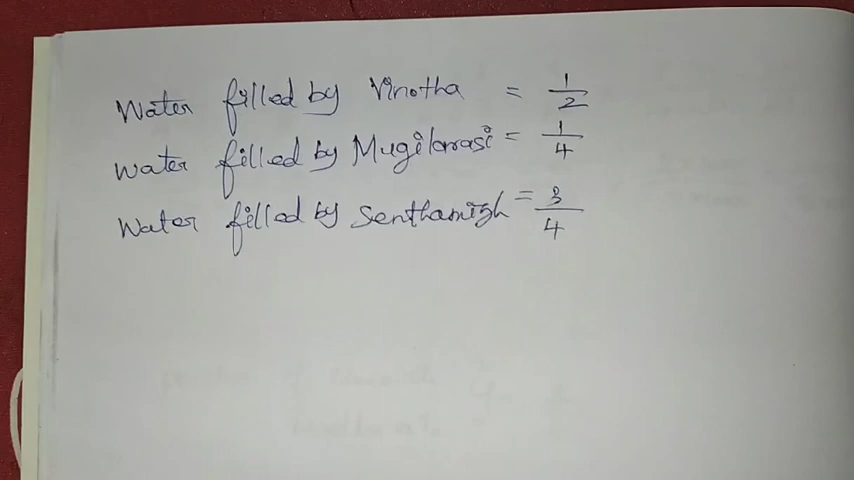 Water filled by Vinotha = 1/2
Water filled by Mugilarasi = 1/4
Water filled by Senthamizh = 3/4